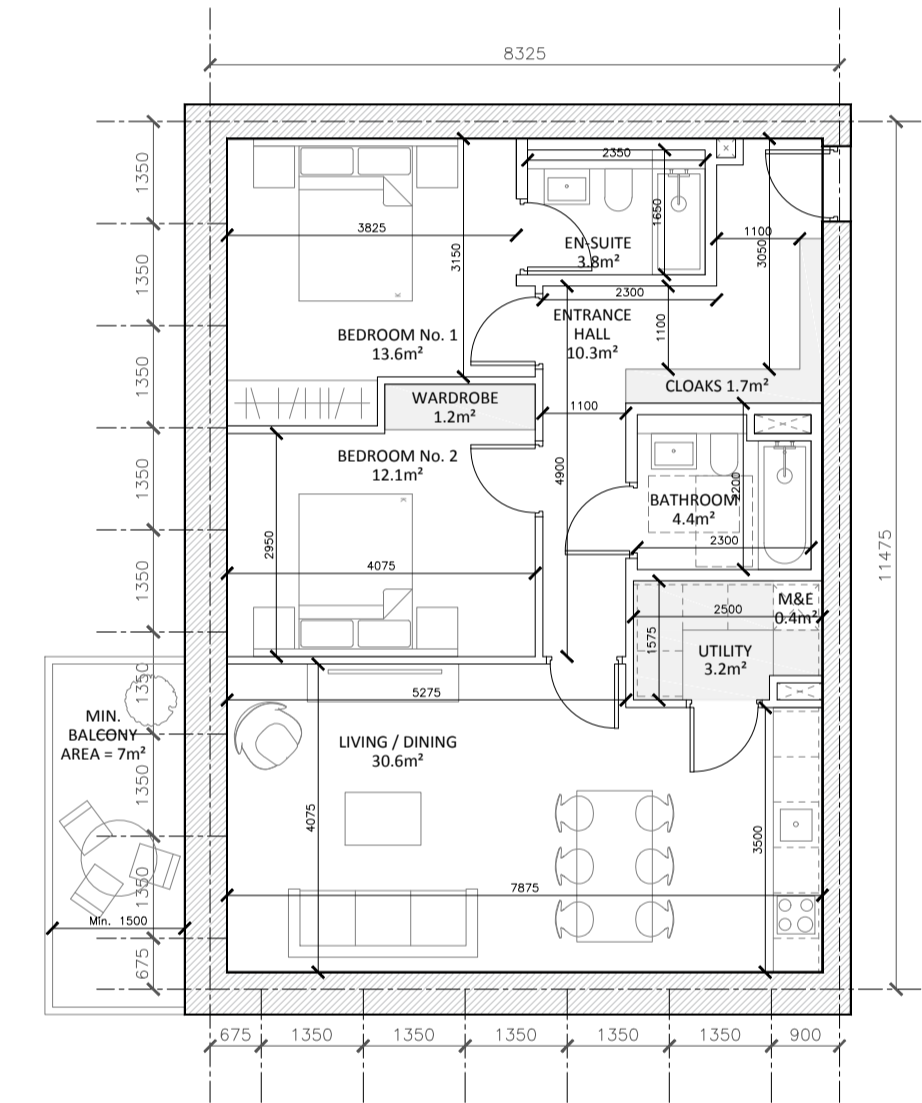 8325
1350
1350
1350
1350
1350
1350
1350
1350
675
11475
2350
1650
EN-SUITE
3.8m²
3825
3150
1100
3050
2300
ENTRANCE
HALL
10.3m²
1100
BEDROOM No. 1
13.6m²
CLOAKS 1.7m²
WARDROBE
1.2m²
1100
4900
BEDROOM No. 2
12.1m²
BATHROOM
4.4m²
2200
2300
2950
4075
M&E
0.4m²
2500
1575
UTILITY
3.2m²
5275
MIN.
BALCONY
AREA = 7m²
LIVING / DINING
30.6m²
4075
3500
7875
Min. 1500
675
1350
1350
1350
1350
1350
900